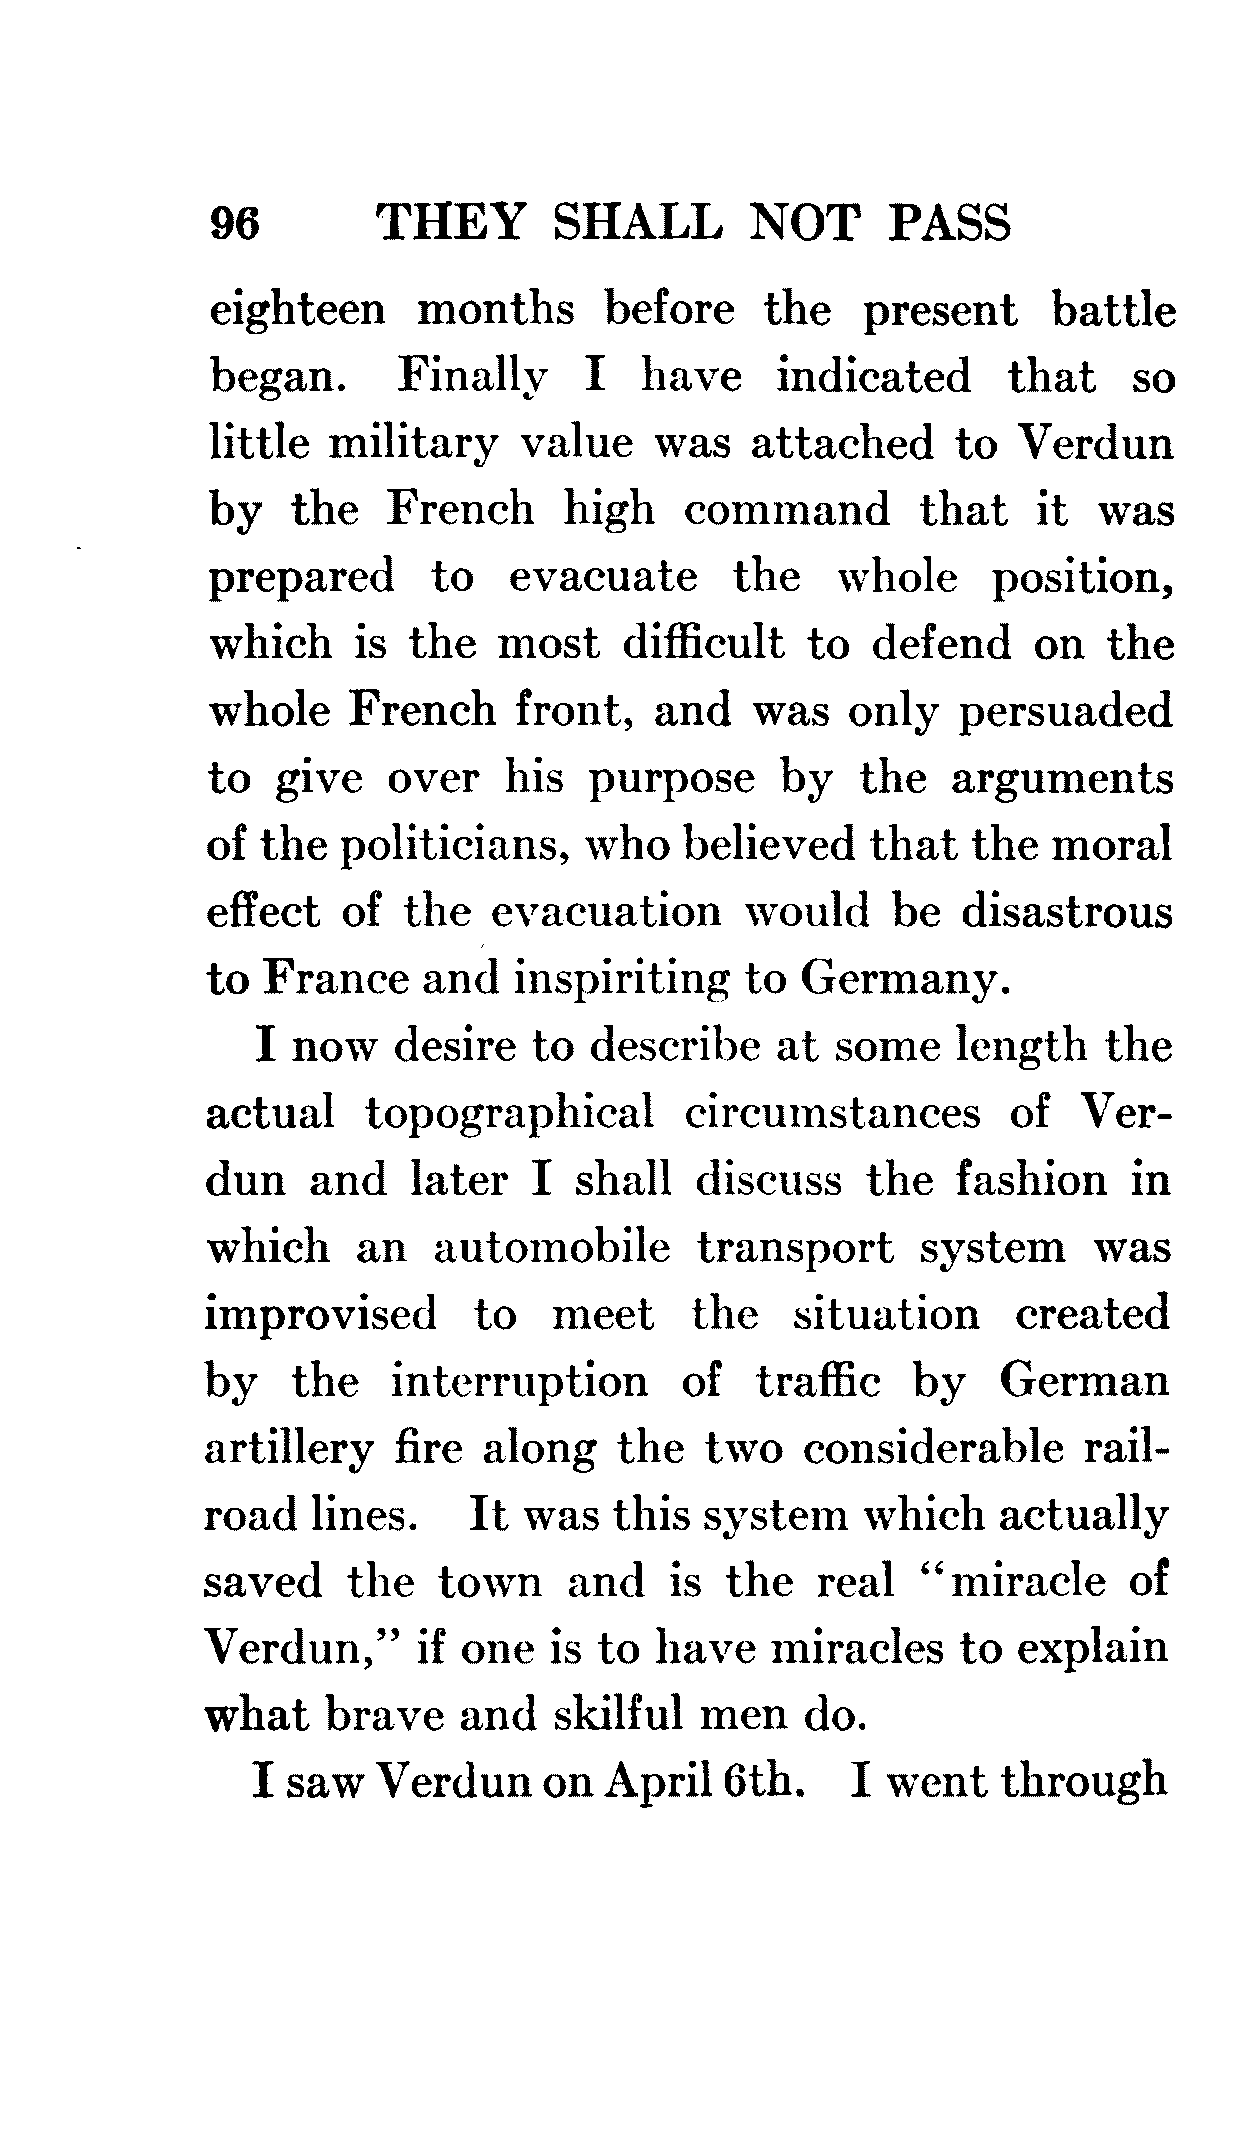 96 THEY SHALL NOT PASS
eighteen months before the present battle
began. Finally I have indicated that so
little military value was attached to Verdun
by the French high command that it was
prepared to evacuate the whole position,
which is the most difficult to defend on the
whole French front, and was only persuaded
to give over his purpose by the arguments
of the politicians, who believed that the moral
effect of the evacuation would be disastrous
to France and inspiriting to Germany.
I now desire to describe at some length the
actual topographical circumstances of Ver-
dun and later I shall discuss the fashion in
which an automobile transport system was
improvised to meet the situation created
by the interruption of traffic by German
artillery fire along the two considerable rail-
road lines. It was this system which actually
saved the town and is the real "miracle of
Verdun," if one is to have miracles to explain
what brave and skilful men do.
I saw Verdun on April 6th. I went through